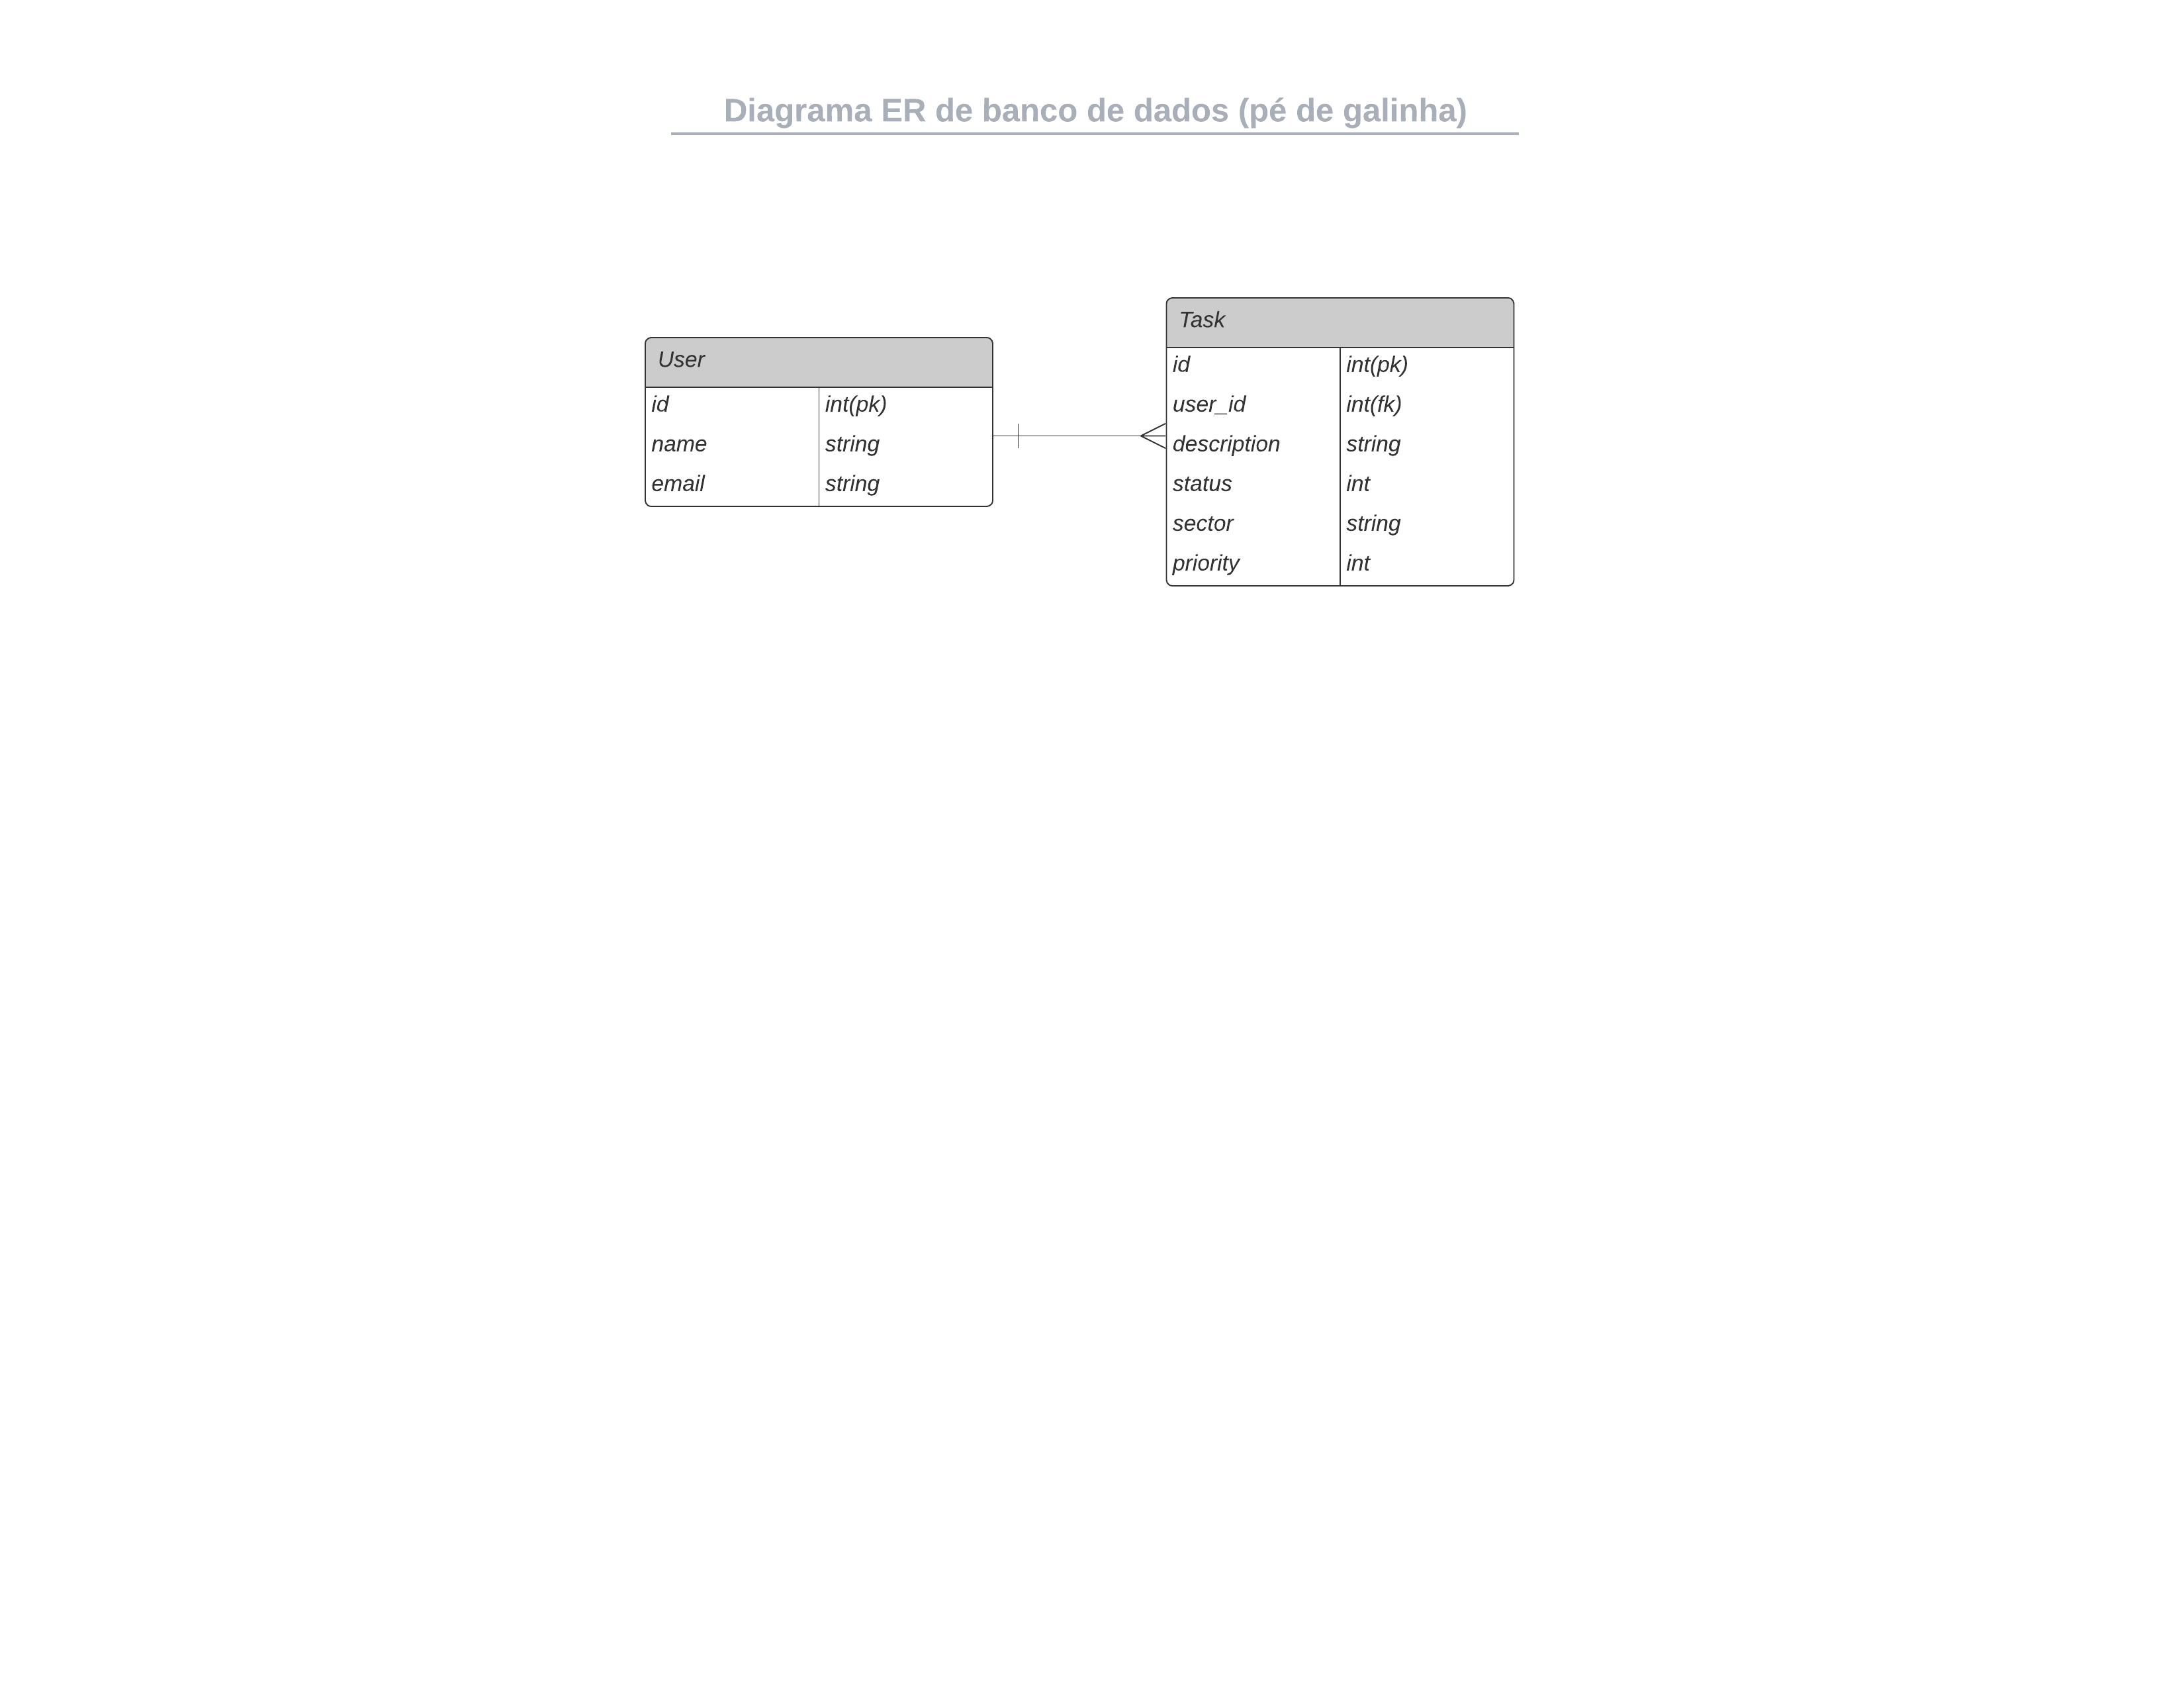 Diagrama ER de banco de dados (pé de galinha)
User
id int(pk)
name string
email string
Task
id int(pk)
user_id int(fk)
description string
status int
sector string
priority int